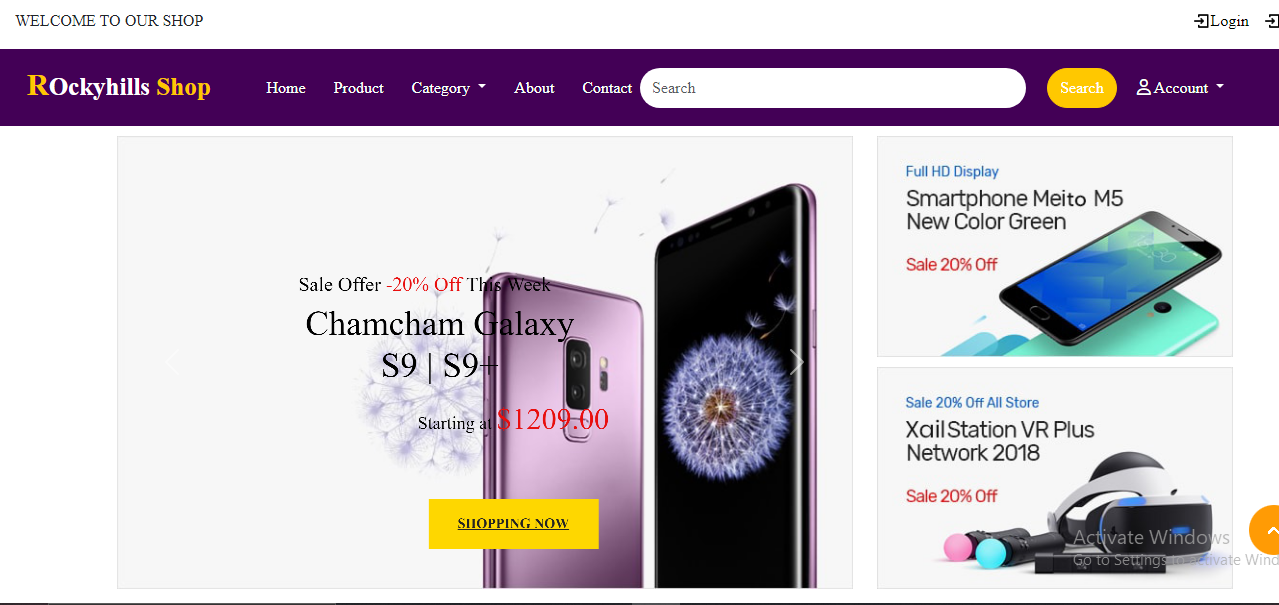 WELCOME TO OUR SHOP
Login
ROckyhills Shop
Home
Product
Category
About
Contact
Search
Search
Account
Sale Offer -20% Off This Week
Chamcham Galaxy
S9 | S9+
Starting at $1209.00
SHOPPING NOW
Full HD Display
Smartphone Meito M5
New Color Green
Sale 20% Off
Sale 20% Off All Store
Xail Station VR Plus
Network 2018
Sale 20% Off
Activate Windows
Go to Settings to activate Wind